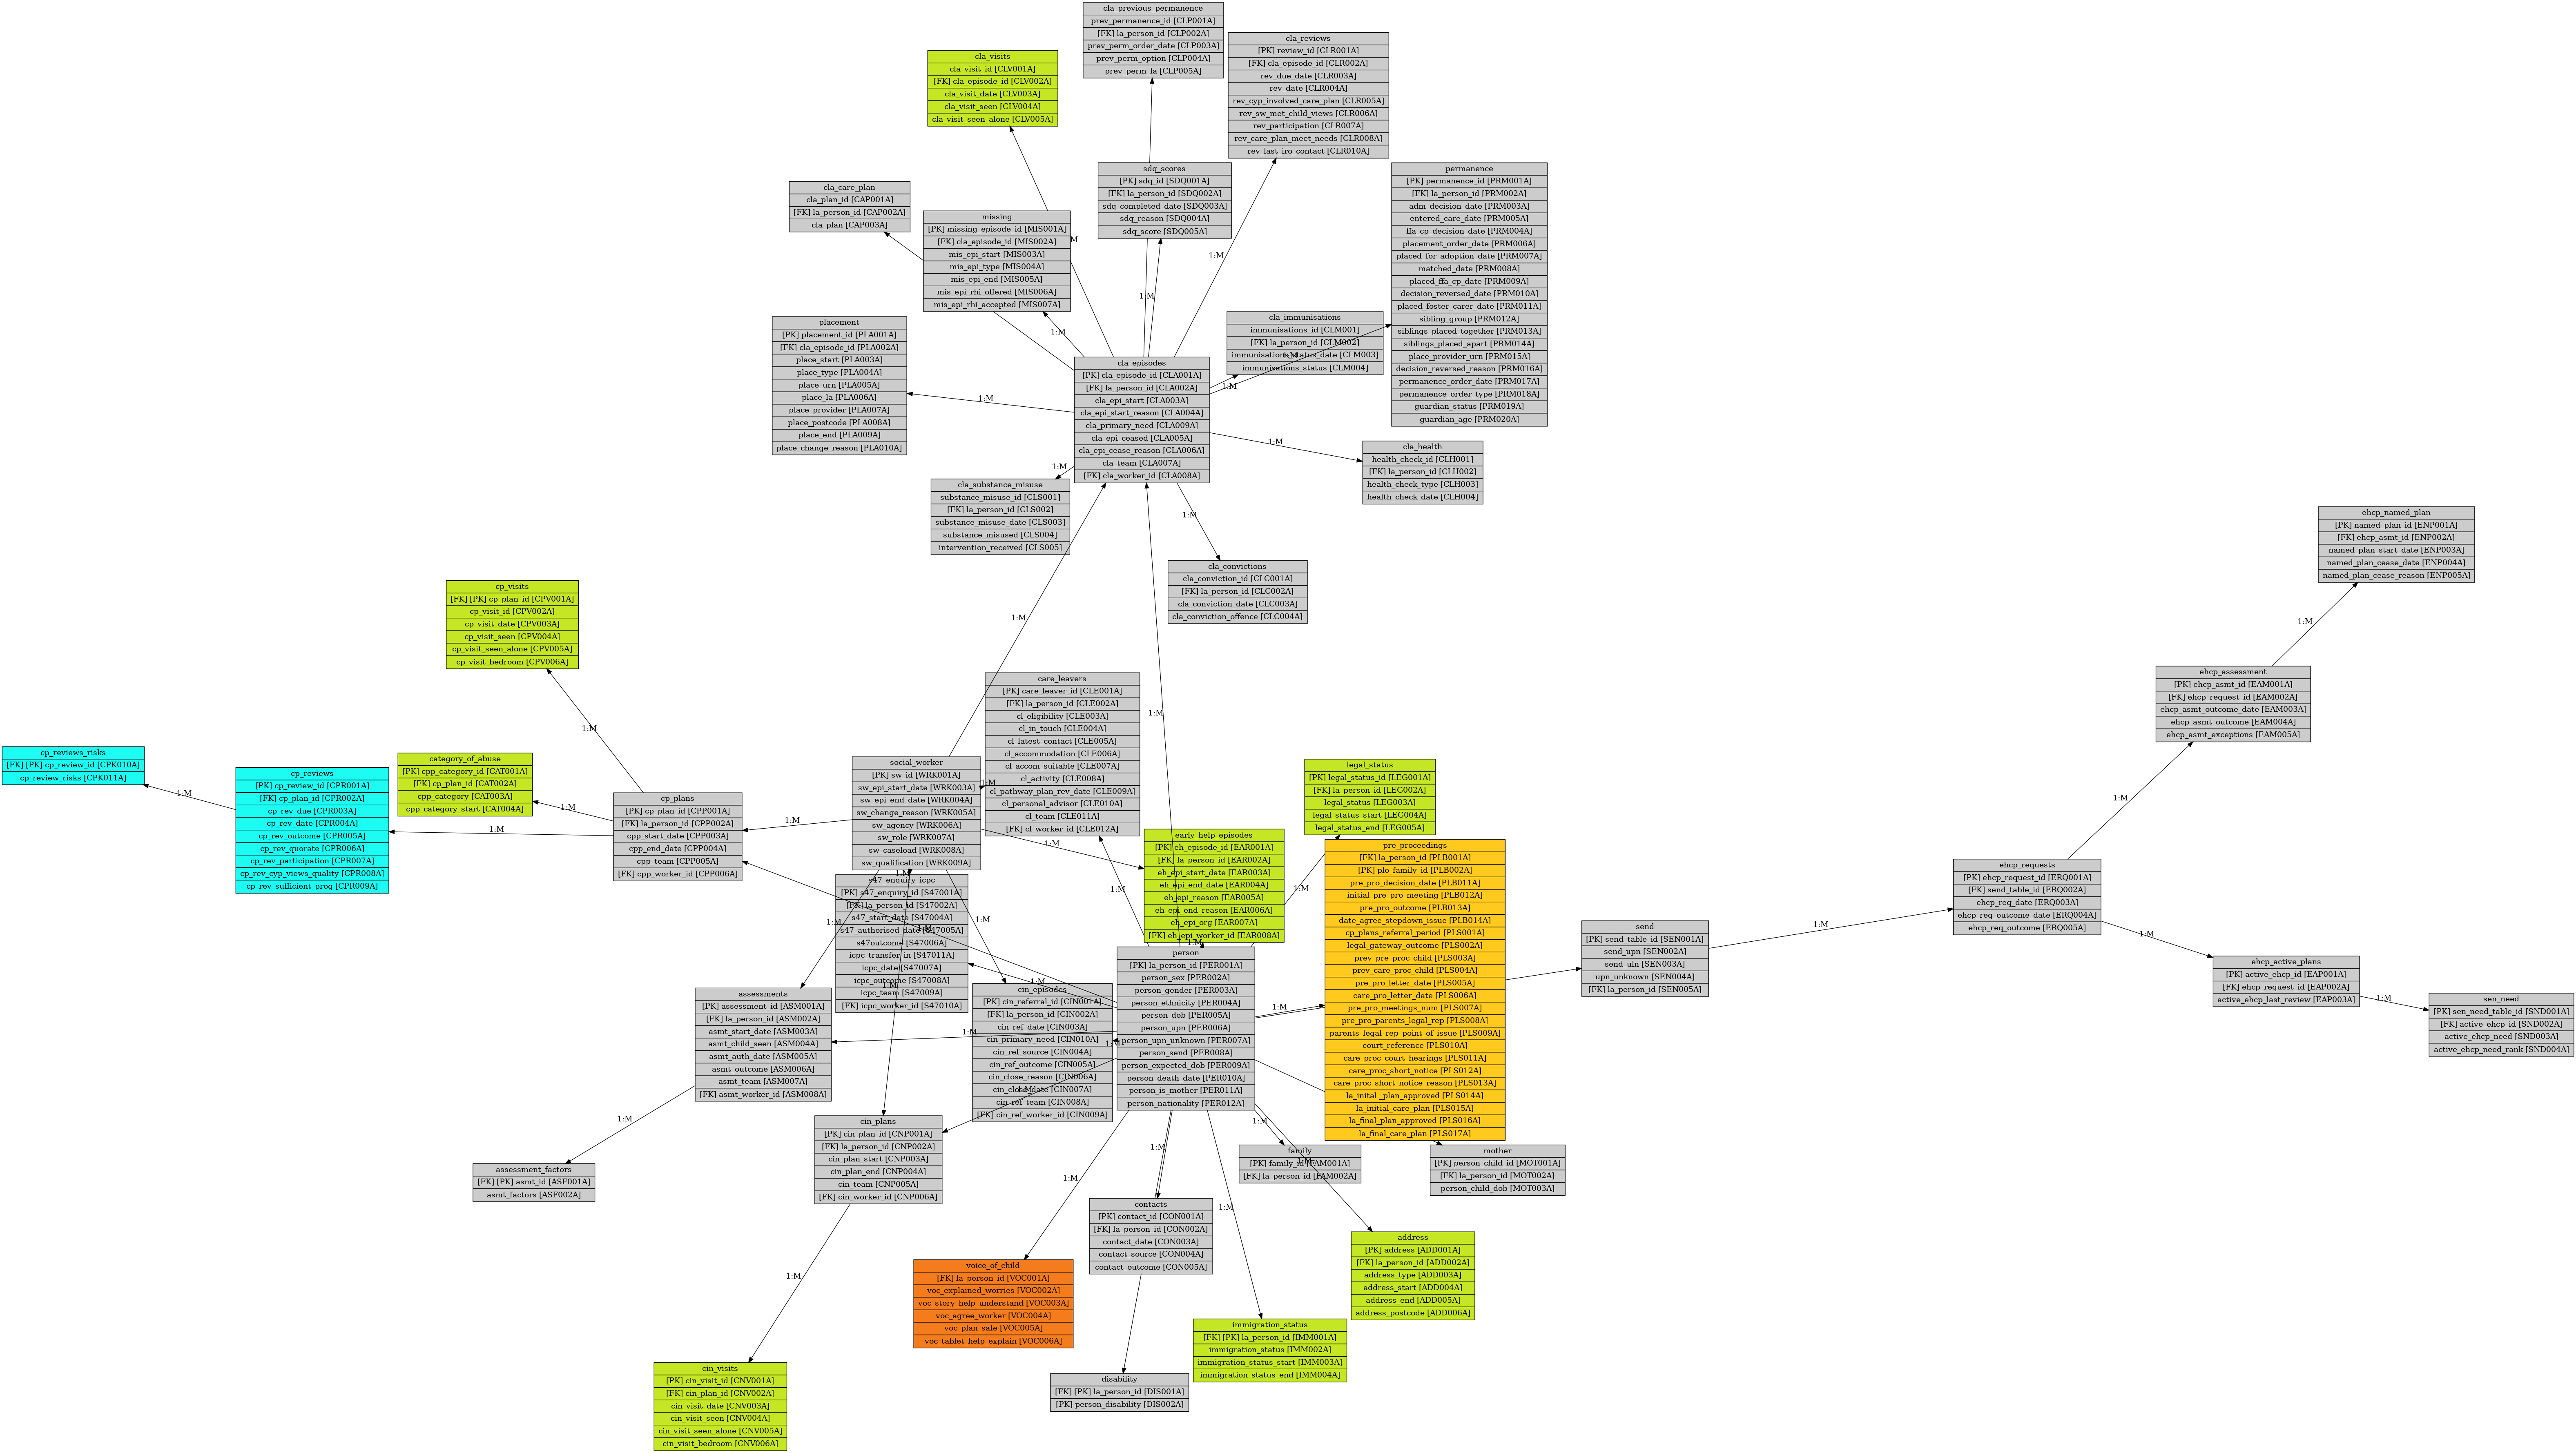 cla_previous_permanence
prev_permanence_id [CLP001A]
[FK] la_person_id [CLP002A]
prev_perm_order_date [CLP003A]
prev_perm_option [CLP004A]
prev_perm_la [CLP005A]
cla_reviews
[PK] review_id [CLR001A]
[FK] cla_episode_id [CLR002A]
rev_due_date [CLR003A]
rev_date [CLR004A]
rev_cyp_involved_care_plan [CLR005A]
rev_sw_met_child_views [CLR006A]
rev_participation [CLR007A]
rev_care_plan_meet_needs [CLR008A]
rev_last_iro_contact [CLR010A]
cla_visits
cla_visit_id [CLV001A]
[FK] cla_episode_id [CLV002A]
cla_visit_date [CLV003A]
cla_visit_seen [CLV004A]
cla_visit_seen_alone [CLV005A]
sdq_scores
[PK] sdq_id [SDQ001A]
[FK] la_person_id [SDQ002A]
sdq_completed_date [SDQ003A]
sdq_reason [SDQ004A]
sdq_score [SDQ005A]
permanence
[PK] permanence_id [PRM001A]
[FK] la_person_id [PRM002A]
adm_decision_date [PRM003A]
entered_care_date [PRM005A]
ffa_cp_decision_date [PRM004A]
placement_order_date [PRM006A]
placed_for_adoption_date [PRM007A]
matched_date [PRM008A]
placed_ffa_cp_date [PRM009A]
decision_reversed_date [PRM010A]
placed_foster_carer_date [PRM011A]
sibling_group [PRM012A]
siblings_placed_together [PRM013A]
siblings_placed_apart [PRM014A]
place_provider_urn [PRM015A]
decision_reversed_reason [PRM016A]
permanence_order_date [PRM017A]
permanence_order_type [PRM018A]
guardian_status [PRM019A]
guardian_age [PRM020A]
cla_care_plan
cla_plan_id [CAP001A]
[FK] la_person_id [CAP002A]
cla_plan [CAP003A]
missing
[PK] missing_episode_id [MIS001A]
[FK] cla_episode_id [MIS002A]
mis_epi_start [MIS003A]
mis_epi_type [MIS004A]
mis_epi_end [MIS005A]
mis_epi_rhi_offered [MIS006A]
mis_epi_rhi_accepted [MIS007A]
M
1:M
1:M
1:M
placement
[PK] placement_id [PLA001A]
[FK] cla_episode_id [PLA002A]
place_start [PLA003A]
place_type [PLA004A]
place_urn [PLA005A]
place_la [PLA006A]
place_provider [PLA007A]
place_postcode [PLA008A]
place_end [PLA009A]
place_change_reason [PLA010A]
cla_immunisations
immunisations_id [CLM001]
[FK] la_person_id [CLM002]
immunisations_status_date [CLM003]
immunisations_status [CLM004]
1:M
1:M
1:M
cla_episodes
[PK] cla_episode_id [CLA001A]
[FK] la_person_id [CLA002A]
cla_epi_start [CLA003A]
cla_epi_start_reason [CLA004A]
cla_primary_need [CLA009A]
cla_epi_ceased [CLA005A]
cla_epi_cease_reason [CLA006A]
cla_team [CLA007A]
[FK] cla_worker_id [CLA008A]
1:M
1:M
1:M
cla_health
health_check_id [CLH001]
[FK] la_person_id [CLH002]
health_check_type [CLH003]
health_check_date [CLH004]
cla_substance_misuse
substance_misuse_id [CLS001]
[FK] la_person_id [CLS002]
substance_misuse_date [CLS003]
substance_misused [CLS004]
intervention_received [CLS005]
cla_convictions
cla_conviction_id [CLC001A]
[FK] la_person_id [CLC002A]
cla_conviction_date [CLC003A]
cla_conviction_offence [CLC004A]
ehcp_named_plan
[PK] named_plan_id [ENP001A]
[FK] ehcp_asmt_id [ENP002A]
named_plan_start_date [ENP003A]
named_plan_cease_date [ENP004A]
named_plan_cease_reason [ENP005A]
cp_visits
[FK] [PK] cp_plan_id [CPV001A]
cp_visit_id [CPV002A]
cp_visit_date [CPV003A]
cp_visit_seen [CPV004A]
cp_visit_seen_alone [CPV005A]
cp_visit_bedroom [CPV006A]
1:M
1:M
1:M
1:M
care_leavers
[PK] care_leaver_id [CLE001A]
[FK] la_person_id [CLE002A]
cl_eligibility [CLE003A]
cl_in_touch [CLE004A]
cl_latest_contact [CLE005A]
cl_accommodation [CLE006A]
cl_accom_suitable [CLE007A]
cl_activity [CLE008A]
cl_pathway_plan_rev_date [CLE009A]
cl_personal_advisor [CLE010A]
cl_team [CLE011A]
[FK] cl_worker_id [CLE012A]
ehcp_assessment
[PK] ehcp_asmt_id [EAM001A]
[FK] ehcp_request_id [EAM002A]
ehcp_asmt_outcome_date [EAM003A]
ehcp_asmt_outcome [EAM004A]
ehcp_asmt_exceptions [EAM005A]
cp_reviews_risks
[FK] [PK] cp_review_id [CPK010A]
cp_review_risks [CPK011A]
1:M
cp_reviews
[PK] cp_review_id [CPR001A]
[FK] cp_plan_id [CPR002A]
cp_rev_due [CPR003A]
cp_rev_date [CPR004A]
cp_rev_outcome [CPR005A]
cp_rev_quorate [CPR006A]
cp_rev_participation [CPR007A]
cp_rev_cyp_views_quality [CPR008A]
cp_rev_sufficient_prog [CPR009A]
category_of_abuse
[PK] cpp_category_id [CAT001A]
[FK] cp_plan_id [CAT002A]
cpp_category [CAT003A]
cpp_category_start [CAT004A]
1:M
1:M
cp_plans
[PK] cp_plan_id [CPP001A]
[FK] la_person_id [CPP002A]
cpp_start_date [CPP003A]
cpp_end_date [CPP004A]
cpp_team [CPP005A]
[FK] cpp_worker_id [CPP006A]
1:M
social_worker
[PK] sw_id [WRK001A]
sw_epi_start_date [WRK003A]
sw_epi_end_date [WRK004A]
sw_change_reason [WRK005A]
sw_agency [WRK006A]
sw_role [WRK007A]
sw_caseload [WRK008A]
sw_qualification [WRK009A]
1:M
1:M
1:M
1:M
legal_status
[PK] legal_status_id [LEG001A]
[FK] la_person_id [LEG002A]
legal_status [LEG003A]
legal_status_start [LEG004A]
legal_status_end [LEG005A]
1:M
early_help_episodes
[PK] eh_episode_id [EAR001A]
[FK] la_person_id [EAR002A]
eh_epi_start_date [EAR003A]
eh_epi_end_date [EAR004A]
eh_epi_reason [EAR005A]
eh_epi_end_reason [EAR006A]
eh_epi_org [EAR007A]
[FK] eh_epi_worker_id [EAR008A]
1:M
1:M
pre_proceedings
[FK] la_person_id [PLB001A]
[PK] plo_family_id [PLB002A]
pre_pro_decision_date [PLB011A]
initial_pre_pro_meeting [PLB012A]
pre_pro_outcome [PLB013A]
date_agree_stepdown_issue [PLB014A]
cp_plans_referral_period [PLS001A]
legal_gateway_outcome [PLS002A]
prev_pre_proc_child [PLS003A]
prev_care_proc_child [PLS004A]
pre_pro_letter_date [PLS005A]
care_pro_letter_date [PLS006A]
pre_pro_meetings_num [PLS007A]
pre_pro_parents_legal_rep [PLS008A]
parents_legal_rep_point_of_issue [PLS009A]
court_reference [PLS010A]
care_proc_court_hearings [PLS011A]
care_proc_short_notice [PLS012A]
care_proc_short_notice_reason [PLS013A]
la_inital _plan_approved [PLS014A]
la_initial_care_plan [PLS015A]
la_final_plan_approved [PLS016A]
la_final_care_plan [PLS017A]
s47_enquiry_icpc
[PK] s47_enquiry_id [S47001A]
[FK] la_person_id [S47002A]
s47_start_date [S47004A]
s47_authorised_date [S47005A]
s47outcome [S47006A]
icpc_transfer_in [S47011A]
icpc_date [S47007A]
icpc_outcome [S47008A]
icpc_team [S47009A]
[FK] icpc_worker_id [S47010A]
1:M
1:M
1:M
1:M
1:M
send
[PK] send_table_id [SEN001A]
send_upn [SEN002A]
send_uln [SEN003A]
upn_unknown [SEN004A]
[FK] la_person_id [SEN005A]
1:M
ehcp_requests
[PK] ehcp_request_id [ERQ001A]
[FK] send_table_id [ERQ002A]
ehcp_req_date [ERQ003A]
ehcp_req_outcome_date [ERQ004A]
ehcp_req_outcome [ERQ005A]
1:M
ehcp_active_plans
[PK] active_ehcp_id [EAP001A]
[FK] ehcp_request_id [EAP002A]
active_ehcp_last_review [EAP003A]
1:M
sen_need
[PK] sen_need_table_id [SND001A]
[FK] active_ehcp_id [SND002A]
active_ehcp_need [SND003A]
active_ehcp_need_rank [SND004A]
person
[PK] la_person_id [PER001A]
person_sex [PER002A]
person_gender [PER003A]
person_ethnicity [PER004A]
person_dob [PER005A]
person_upn [PER006A]
person_upn_unknown [PER007A]
person_send [PER008A]
person_expected_dob [PER009A]
person_death_date [PER010A]
person_is_mother [PER011A]
person_nationality [PER012A]
1:M
cin_episodes
[PK] cin_referral_id [CIN001A]
[FK] la_person_id [CIN002A]
cin_ref_date [CIN003A]
cin_primary_need [CIN010A]
cin_ref_source [CIN004A]
cin_ref_outcome [CIN005A]
cin_close_reason [CIN006A]
cin_close_date [CIN007A]
cin_ref_team [CIN008A]
[FK] cin_ref_worker_id [CIN009A]
1:M
1:M
assessments
[PK] assessment_id [ASM001A]
[FK] la_person_id [ASM002A]
asmt_start_date [ASM003A]
asmt_child_seen [ASM004A]
asmt_auth_date [ASM005A]
asmt_outcome [ASM006A]
asmt_team [ASM007A]
[FK] asmt_worker_id [ASM008A]
1:M
assessment_factors
[FK] [PK] asmt_id [ASF001A]
asmt_factors [ASF002A]
cin_plans
[PK] cin_plan_id [CNP001A]
[FK] la_person_id [CNP002A]
cin_plan_start [CNP003A]
cin_plan_end [CNP004A]
cin_team [CNP005A]
[FK] cin_worker_id [CNP006A]
1:M
1:M
1:M
1:M
1:M
family
[PK] family_id [FAM001A]
[FK] la_person_id [FAM002A]
1:M
mother
[PK] person_child_id [MOT001A]
[FK] la_person_id [MOT002A]
person_child_dob [MOT003A]
contacts
[PK] contact_id [CON001A]
[FK] la_person_id [CON002A]
contact_date [CON003A]
contact_source [CON004A]
contact_outcome [CON005A]
address
[PK] address [ADD001A]
[FK] la_person_id [ADD002A]
address_type [ADD003A]
address_start [ADD004A]
address_end [ADD005A]
address_postcode [ADD006A]
voice_of_child
[FK] la_person_id [VOC001A]
voc_explained_worries [VOC002A]
voc_story_help_understand [VOC003A]
voc_agree_worker [VOC004A]
voc_plan_safe [VOC005A]
voc_tablet_help_explain [VOC006A]
1:M
immigration_status
[FK] [PK] la_person_id [IMM001A]
immigration_status [IMM002A]
immigration_status_start [IMM003A]
immigration_status_end [IMM004A]
cin_visits
[PK] cin_visit_id [CNV001A]
[FK] cin_plan_id [CNV002A]
cin_visit_date [CNV003A]
cin_visit_seen [CNV004A]
cin_visit_seen_alone [CNV005A]
cin_visit_bedroom [CNV006A]
disability
[FK] [PK] la_person_id [DIS001A]
[PK] person_disability [DIS002A]